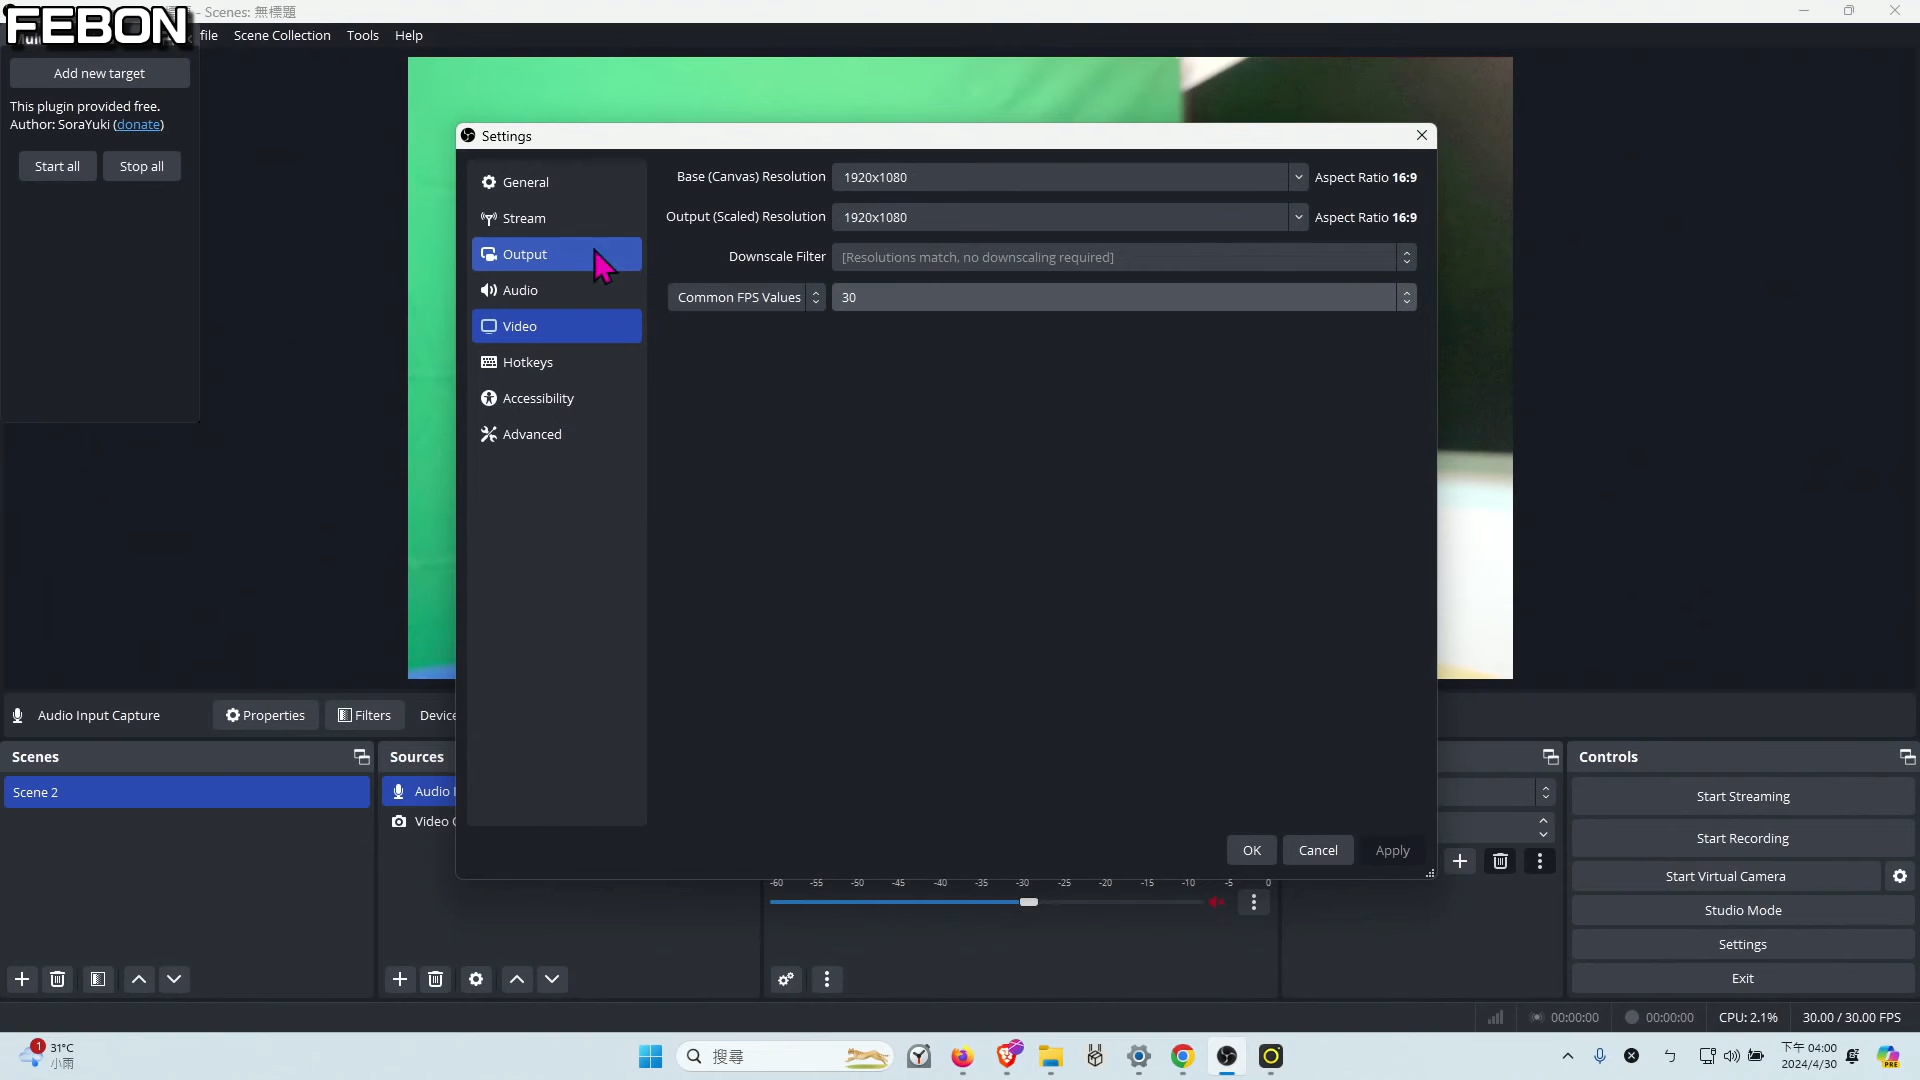 FEBON
- Scenes: 無標題
file
Scene Collection
Tools
Help
Add new target
This plugin provided free.
Author: SoraYuki (donate)
Start all
Stop all
Settings
General
Stream
Output
Audio
Video
Hotkeys
Accessibility
Advanced
Base (Canvas) Resolution
1920x1080
Aspect Ratio 16:9
Output (Scaled) Resolution
1920x1080
Aspect Ratio 16:9
Downscale Filter
[Resolutions match, no downscaling required]
Common FPS Values
30
OK
Cancel
Apply
Audio Input Capture
Properties
Filters
Device
Scenes
Scene 2
Sources
Audio I
Video C
-60 -55 -50 -45 -40 -35 -30 -25 -20 -15 -10 -5 0
Controls
Start Streaming
Start Recording
Start Virtual Camera
Studio Mode
Settings
Exit
00:00:00
00:00:00
CPU: 2.1%
30.00 / 30.00 FPS
1
31°C
小雨
搜尋
ㄅ
下午 04:00
2024/4/30
PRE